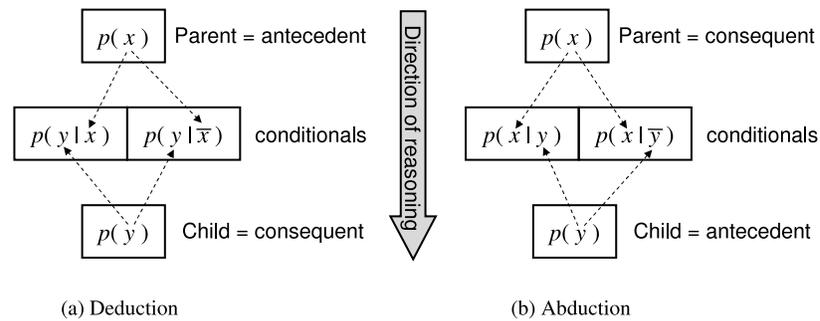 p( x ) Parent = antecedent
p( y | x ) p( y | x̅ ) conditionals
p( y ) Child = consequent
(a) Deduction
Direction of reasoning
p( x ) Parent = consequent
p( x | y ) p( x | y̅ ) conditionals
p( y ) Child = antecedent
(b) Abduction